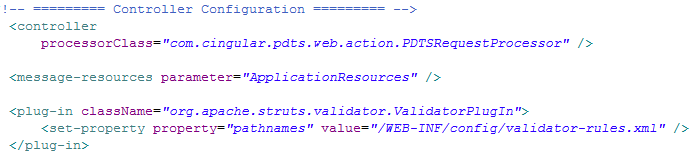 !-- ========= Controller Configuration ========= -->
<controller
processorClass="com.cingular.pdts.web.action.PDTSRequestProcessor" />
<message-resources parameter="ApplicationResources" />
<plug-in className="org.apache.struts.validator.ValidatorPlugIn">
<set-property property="pathnames" value="/WEB-INF/config/validator-rules.xml" />
</plug-in>